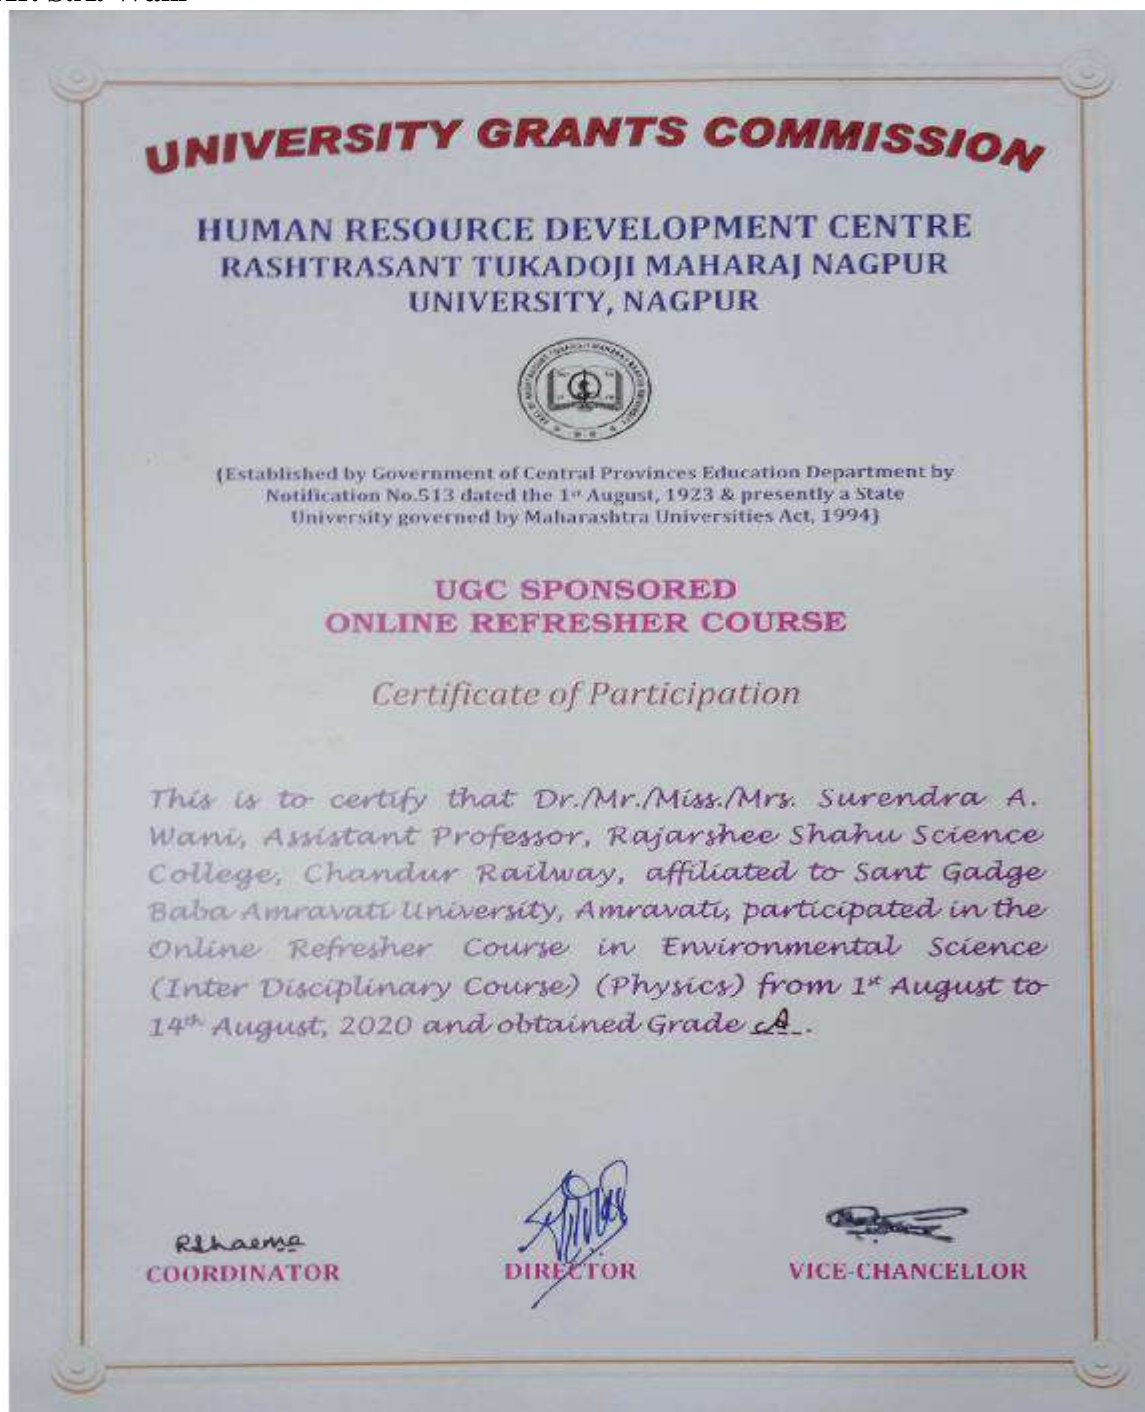 UNIVERSITY GRANTS COMMISSION
HUMAN RESOURCE DEVELOPMENT CENTRE
RASHTRASANT TUKADOJI MAHARAJ NAGPUR
UNIVERSITY, NAGPUR
{Established by Government of Central Provinces Education Department by
Notification No.513 dated the 1st August, 1923 & presently a State
University governed by Maharashtra Universities Act, 1994}
UGC SPONSORED
ONLINE REFRESHER COURSE
Certificate of Participation
This is to certify that Dr./Mr./Miss./Mrs. Surendra A.
Wani, Assistant Professor, Rajarshee Shahu Science
College, Chandur Railway, affiliated to Sant Gadge
Baba Amravati University, Amravati, participated in the
Online Refresher Course in Environmental Science
(Inter Disciplinary Course) (Physics) from 1st August to
14th August, 2020 and obtained Grade A.
COORDINATOR
DIRECTOR
VICE-CHANCELLOR